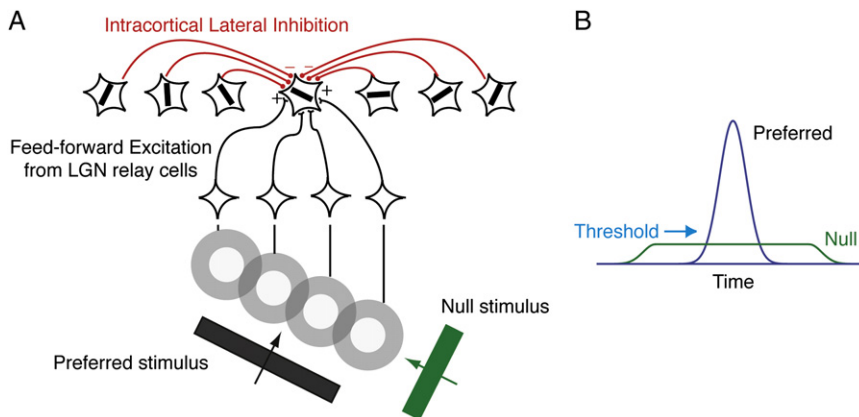 A
Intracortical Lateral Inhibition
– –
+ +
Feed-forward Excitation
from LGN relay cells
Null stimulus
Preferred stimulus
B
Preferred
Threshold
Null
Time